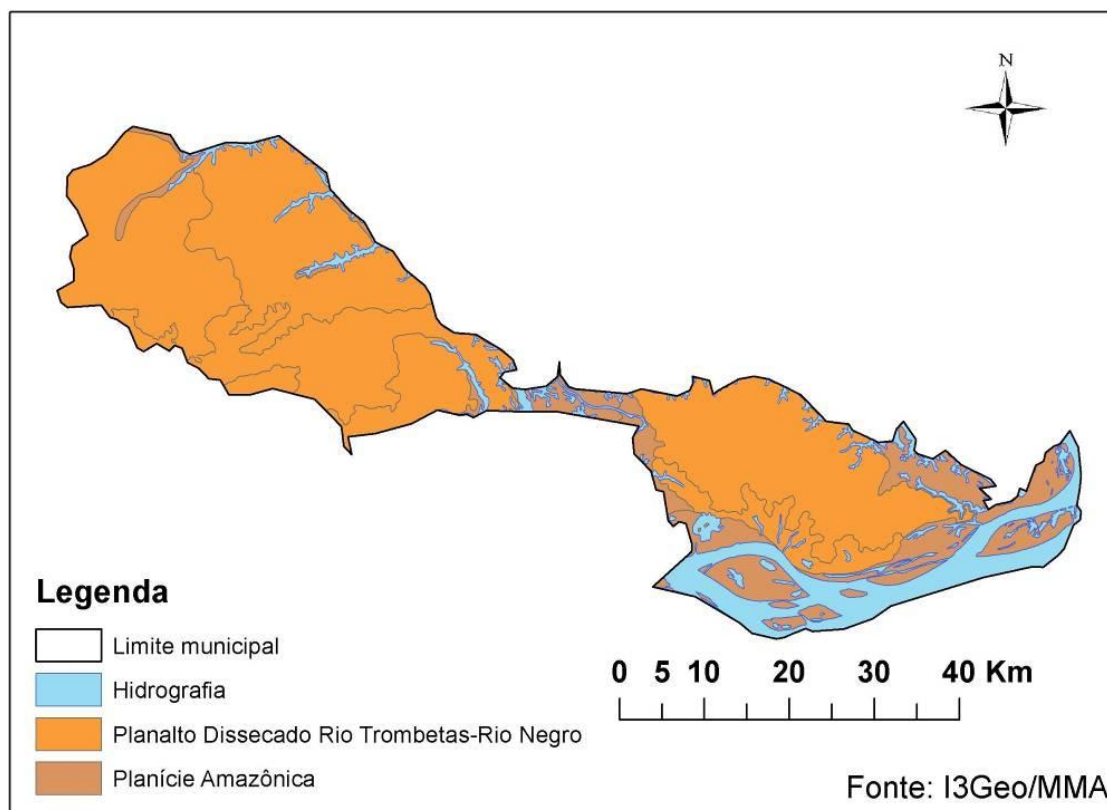 N
Legenda
Limite municipal
Hidrografia
Planalto Dissecado Rio Trombetas-Rio Negro
Planície Amazônica
0 5 10 20 30 40 Km
Fonte: I3Geo/MMA